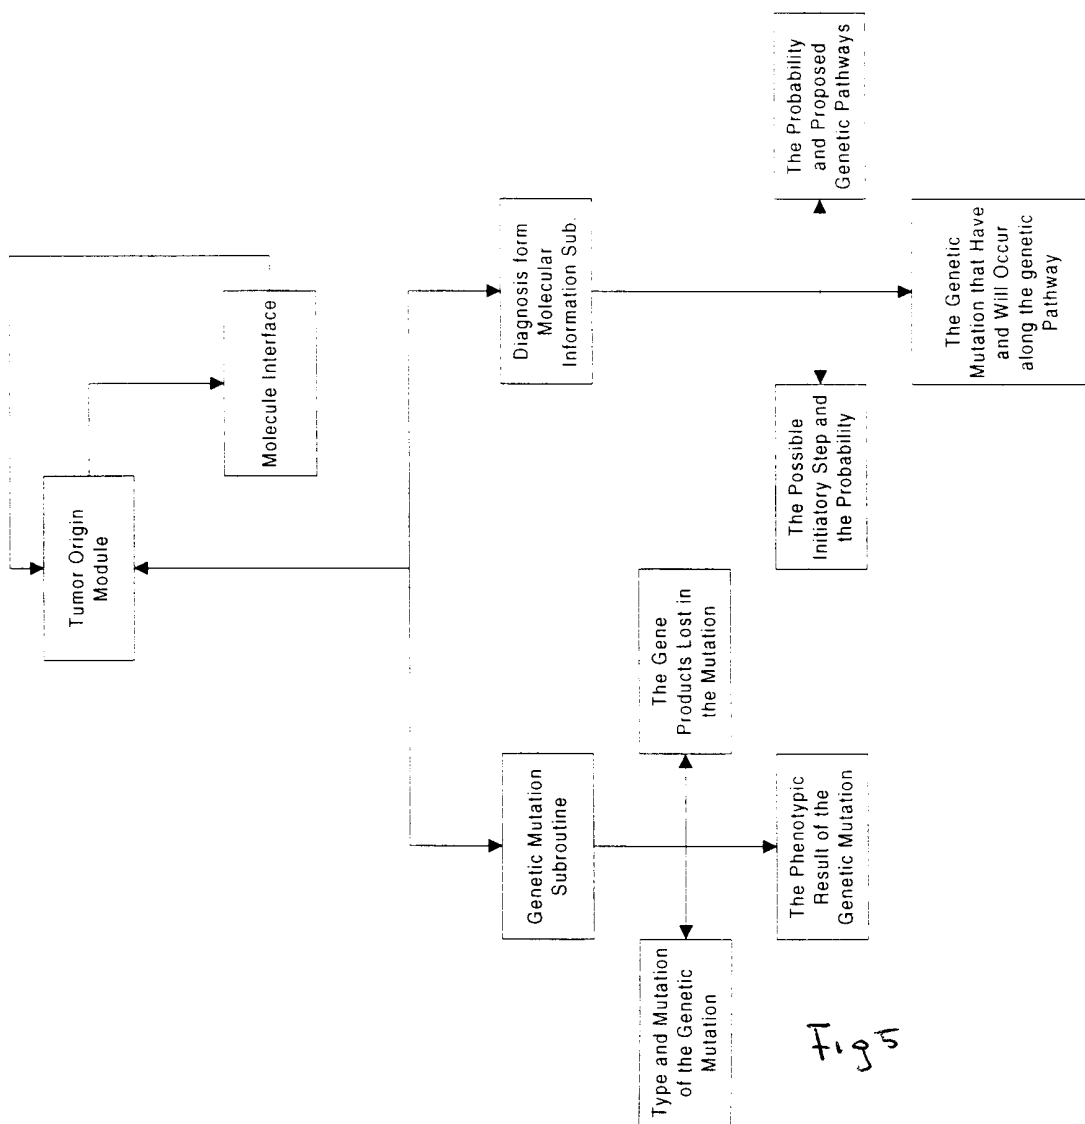 Tumor Origin
Module
Molecule Interface
Genetic Mutation
Subroutine
Diagnosis form
Molecular
Information Sub.
Type and Mutation
of the Genetic
Mutation
The Gene
Products Lost in
the Mutation
The Phenotypic
Result of the
Genetic Mutation
The Possible
Initiatory Step and
the Probability
The Probability
and Proposed
Genetic Pathways
The Genetic
Mutation that Have
and Will Occur
along the genetic
Pathway
Fig 5